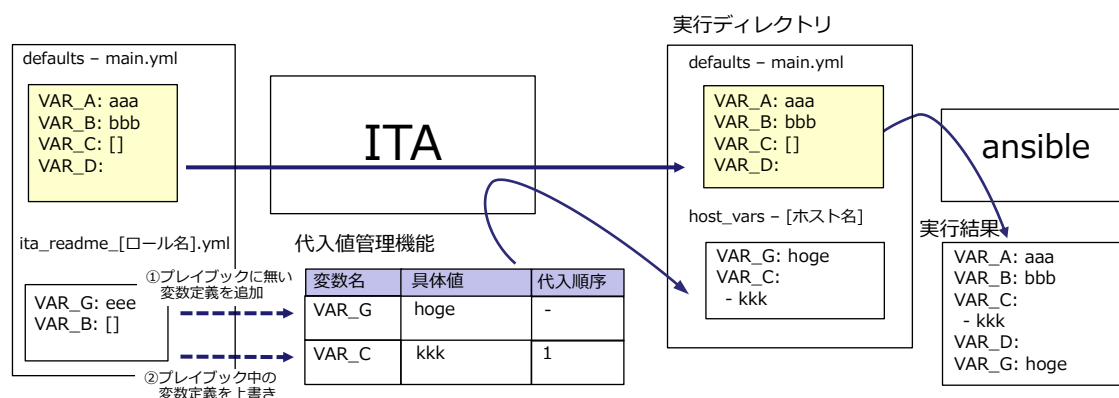 実行ディレクトリ
defaults – main.yml
VAR_A: aaa
VAR_B: bbb
VAR_C: []
VAR_D:
ita_readme_[ロール名].yml
VAR_G: eee
VAR_B: []
ITA
①プレイブックに無い
変数定義を追加
②プレイブック中の
変数定義を上書き
代入値管理機能
変数名 具体値 代入順序
VAR_G hoge -
VAR_C kkk 1
defaults – main.yml
VAR_A: aaa
VAR_B: bbb
VAR_C: []
VAR_D:
host_vars – [ホスト名]
VAR_G: hoge
VAR_C:
- kkk
ansible
実行結果
VAR_A: aaa
VAR_B: bbb
VAR_C:
- kkk
VAR_D:
VAR_G: hoge